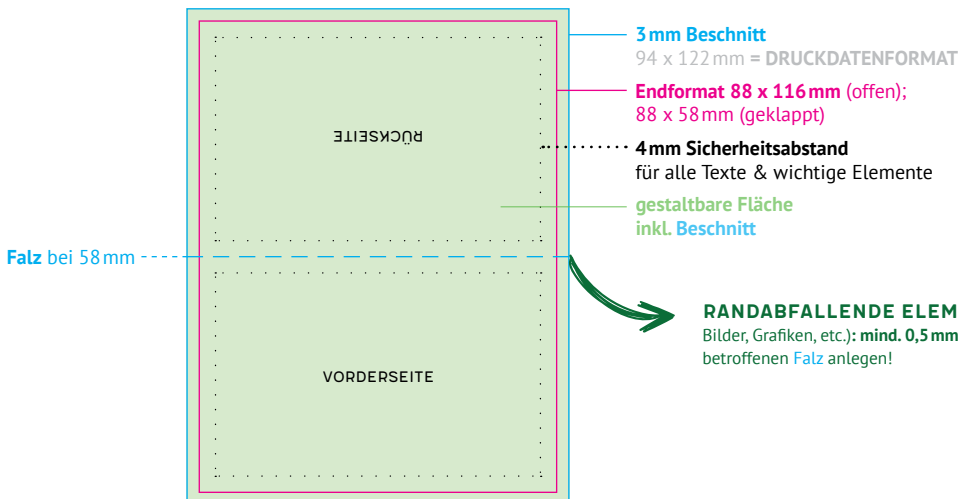 3 mm Beschnitt
94 x 122 mm = DRUCKDATENFORMAT
Endformat 88 x 116 mm (offen);
88 x 58 mm (geklappt)
RÜCKSEITE
4 mm Sicherheitsabstand
für alle Texte & wichtige Elemente
gestaltbare Fläche
inkl. Beschnitt
Falz bei 58 mm
RANDABFALLENDE ELEM
Bilder, Grafiken, etc.): mind. 0,5 mm
betroffenen Falz anlegen!
VORDERSEITE